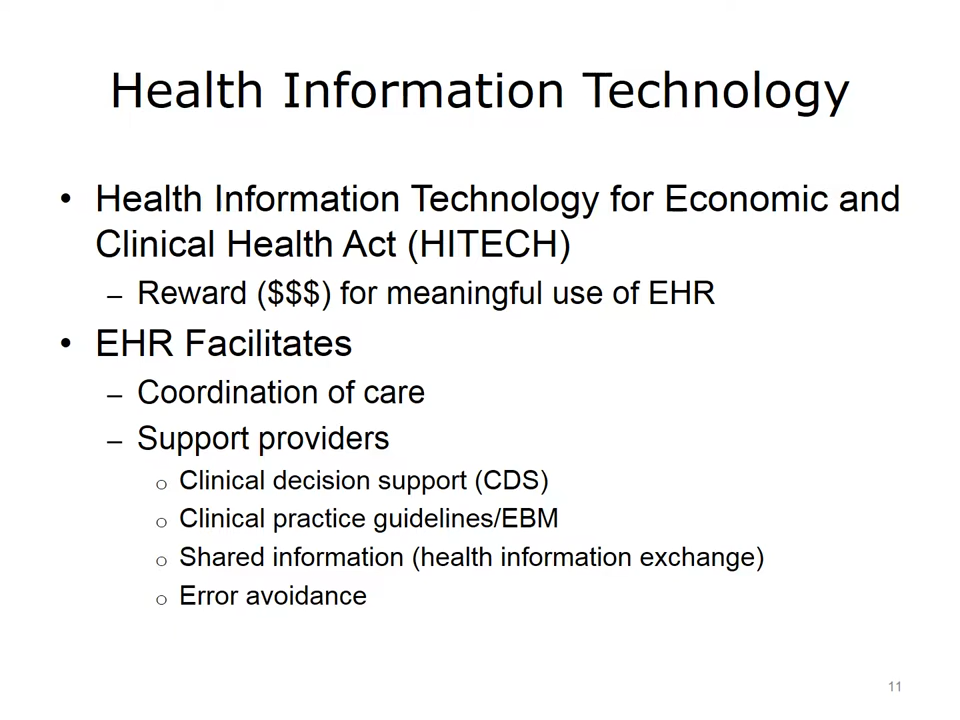 Health Information Technology
• Health Information Technology for Economic and
Clinical Health Act (HITECH)
– Reward ($$$) for meaningful use of EHR
• EHR Facilitates
– Coordination of care
– Support providers
o Clinical decision support (CDS)
o Clinical practice guidelines/EBM
o Shared information (health information exchange)
o Error avoidance
11